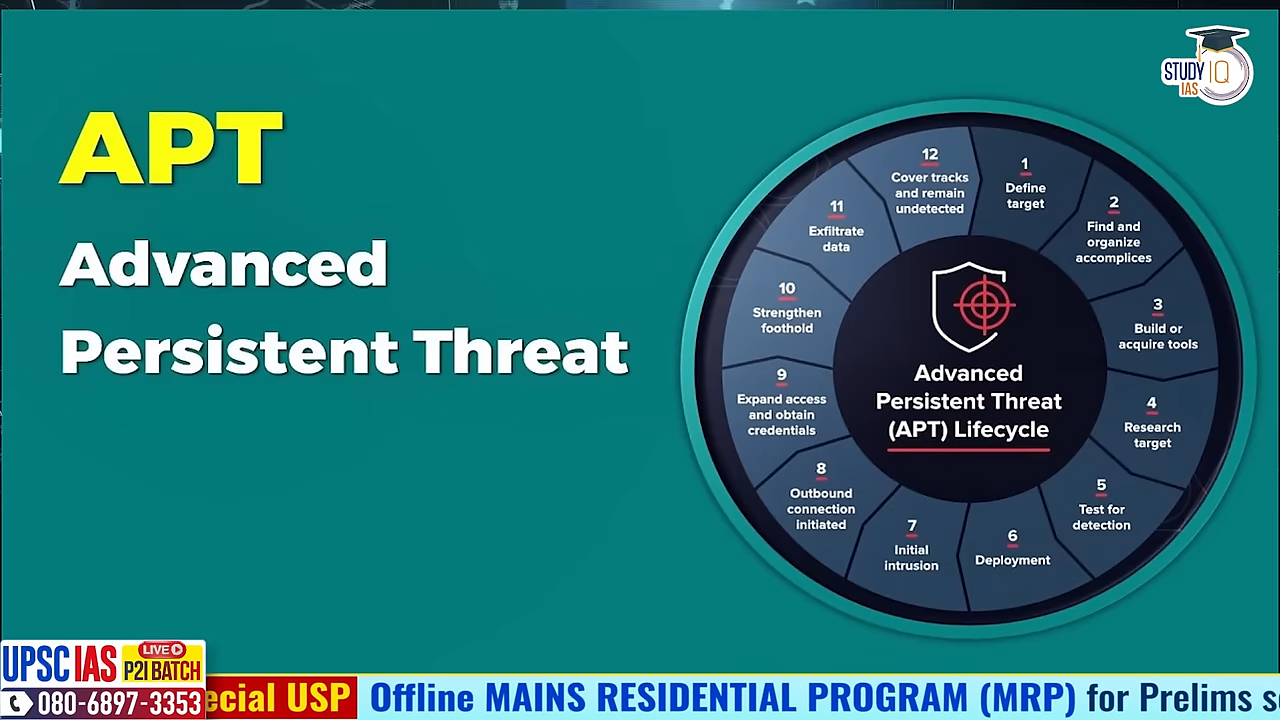 STUDY IQ
IAS
APT
Advanced
Persistent Threat
12
Cover tracks
and remain
undetected
1
Define
target
2
Find and
organize
accomplices
3
Build or
acquire tools
4
Research
target
5
Test for
detection
6
Deployment
7
Initial
intrusion
8
Outbound
connection
initiated
9
Expand access
and obtain
credentials
10
Strengthen
foothold
11
Exfiltrate
data
Advanced
Persistent Threat
(APT) Lifecycle
UPSC IAS
LIVE
P2I BATCH
080-6897-3353
ecial USP
Offline MAINS RESIDENTIAL PROGRAM (MRP) for Prelims